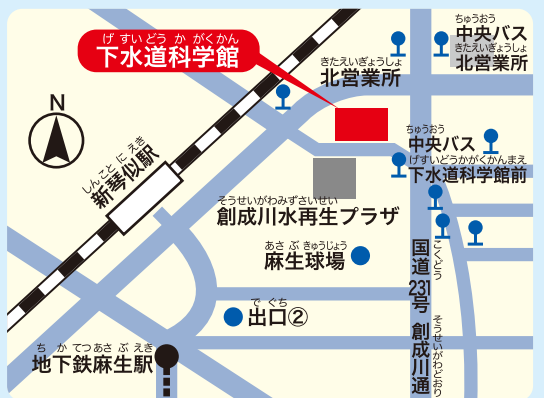 げ すい どう か がくかん
下水道科学館
ちゅうおう
中央バス
きたえいぎょうしょ
北営業所
きたえいぎょうしょ
北営業所
N
ちゅうおう
中央バス
げすいどうかがくかんまえ
下水道科学館前
しんことにえき
新琴似駅
そうせいがわみずさいせい
創成川水再生プラザ
あさ ぶ きゅうじょう
麻生球場
で ぐち
出口②
こくどう
国道231号
そうせいがわどおり
創成川通
ち か てつ あさ ぶ えき
地下鉄麻生駅